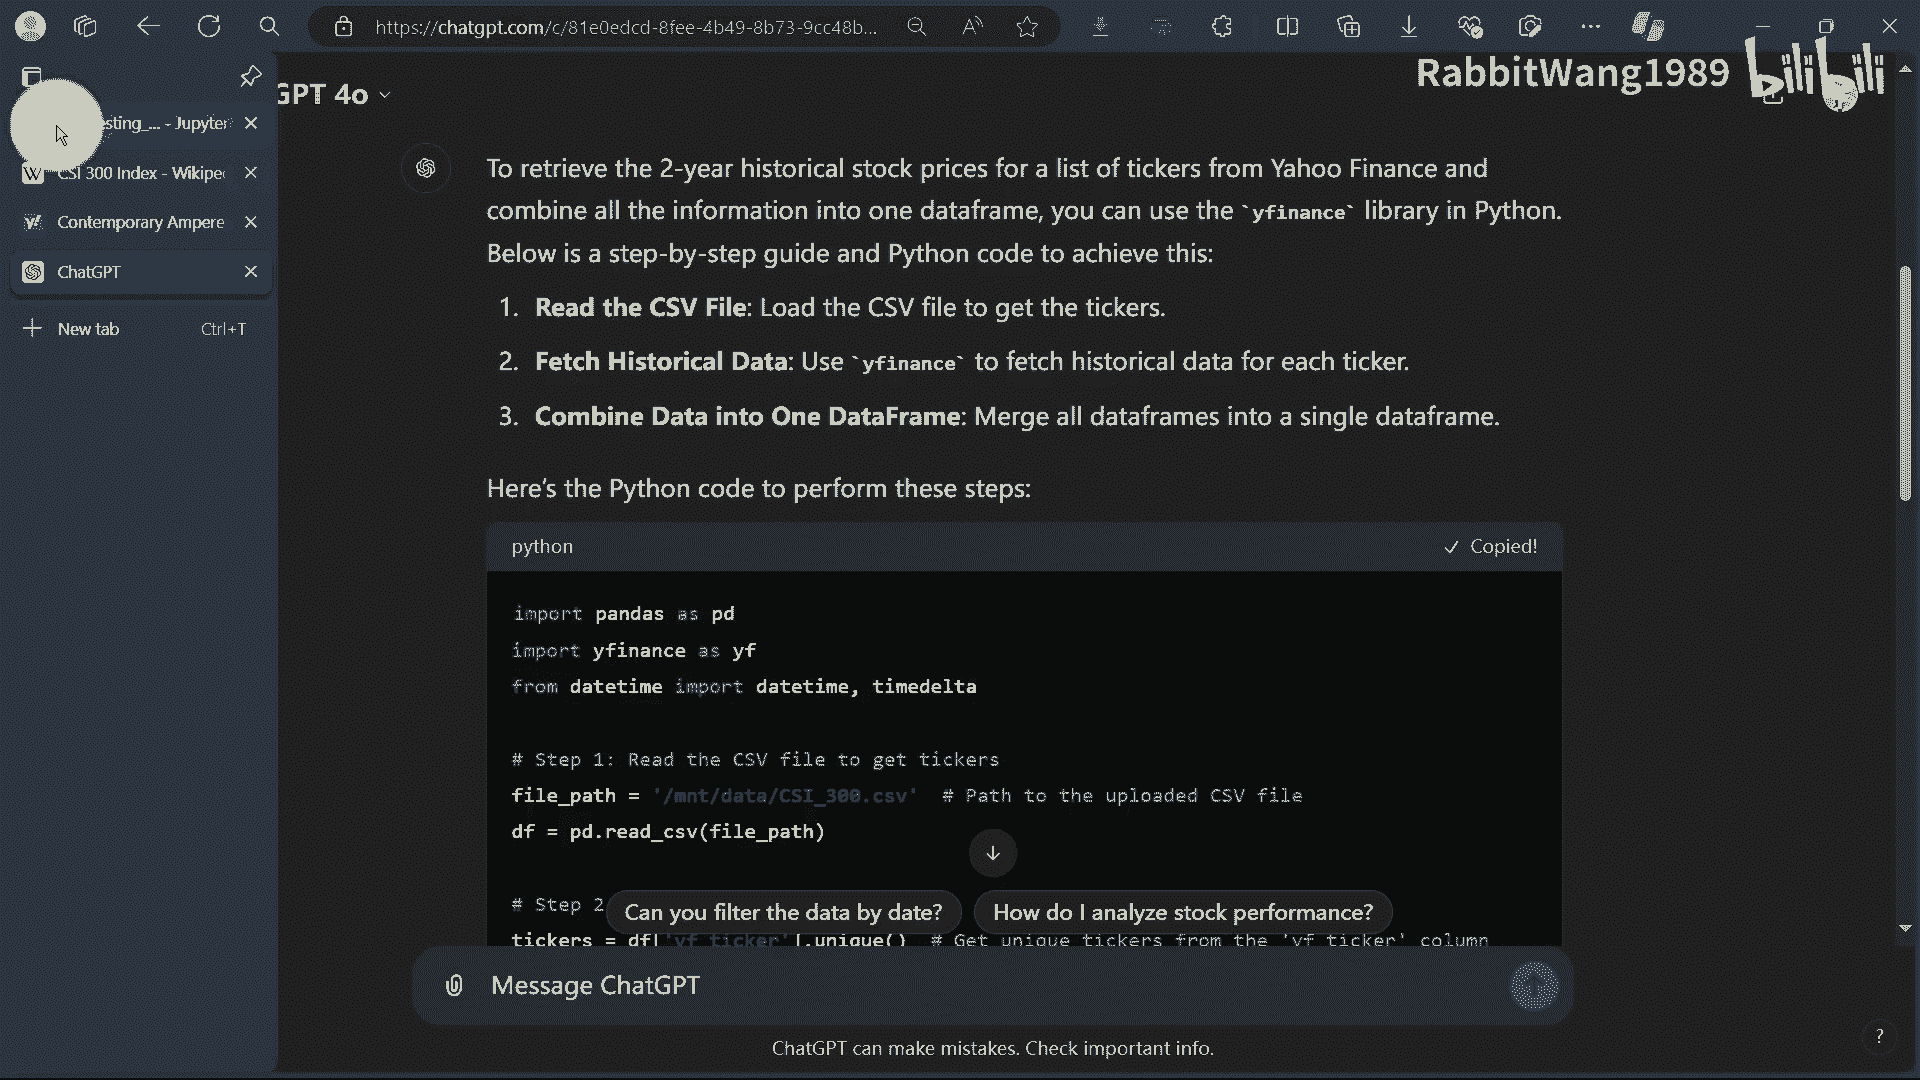 https://chatgpt.com/c/81e0edcd-8fee-4b49-8b73-9cc48b...
RabbitWang1989
bilibili
GPT 4o
esting_... - Jupyter
CSI 300 Index - Wikiped
Contemporary Ampere
ChatGPT
New tab Ctrl+T
To retrieve the 2-year historical stock prices for a list of tickers from Yahoo Finance and
combine all the information into one dataframe, you can use the `yfinance` library in Python.
Below is a step-by-step guide and Python code to achieve this:
1. Read the CSV File: Load the CSV file to get the tickers.
2. Fetch Historical Data: Use `yfinance` to fetch historical data for each ticker.
3. Combine Data into One DataFrame: Merge all dataframes into a single dataframe.
Here's the Python code to perform these steps:
python Copied!
import pandas as pd
import yfinance as yf
from datetime import datetime, timedelta
# Step 1: Read the CSV file to get tickers
file_path = '/mnt/data/CSI_300.csv' # Path to the uploaded CSV file
df = pd.read_csv(file_path)
# Step 2
Can you filter the data by date? How do I analyze stock performance?
tickers = df['yf_ticker'].unique() # Get unique tickers from the 'yf_ticker' column
Message ChatGPT
ChatGPT can make mistakes. Check important info.
?